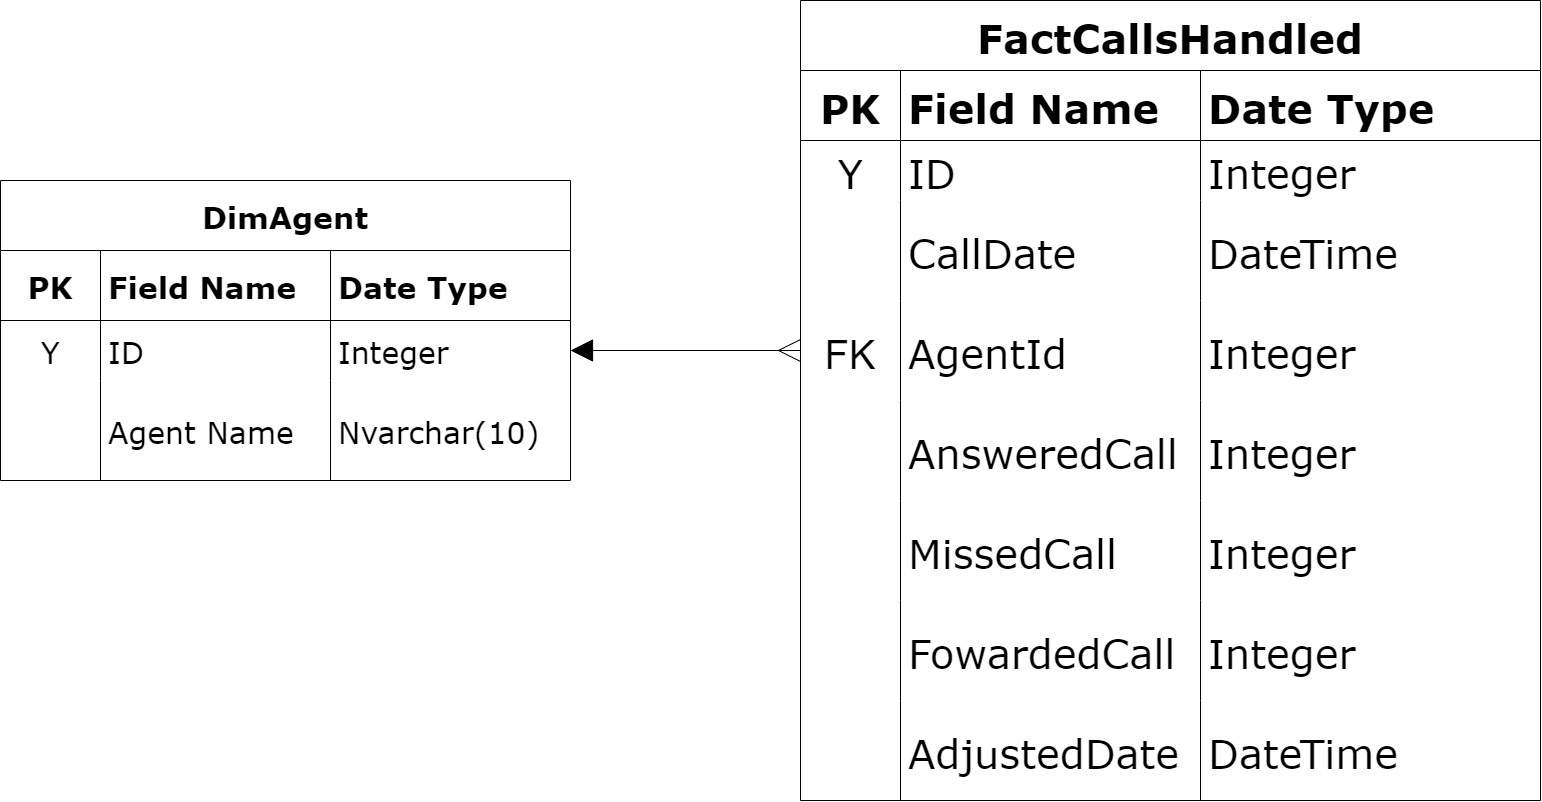 DimAgent
PK Field Name Date Type
Y ID Integer
Agent Name Nvarchar(10)
FactCallsHandled
PK Field Name Date Type
Y ID Integer
CallDate DateTime
FK AgentId Integer
AnsweredCall Integer
MissedCall Integer
FowardedCall Integer
AdjustedDate DateTime